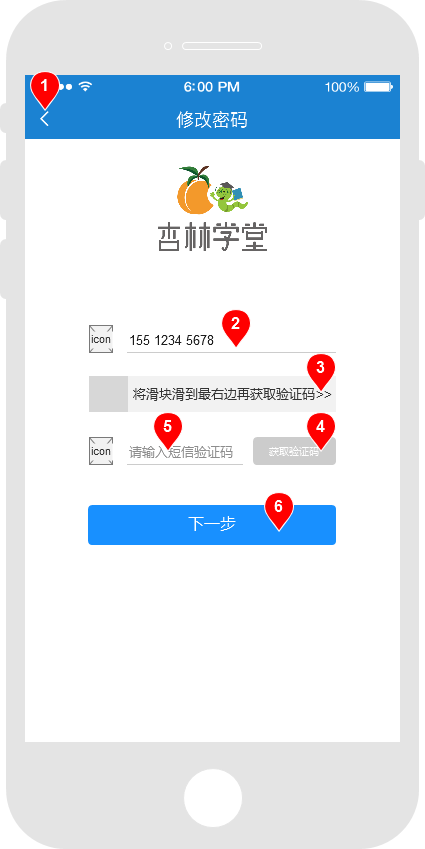 1
6:00 PM
100%
修改密码
杏林学堂
2
icon
155 1234 5678
3
将滑块滑到最右边再获取验证码>>
5
4
icon
请输入短信验证码
获取验证码
6
下一步